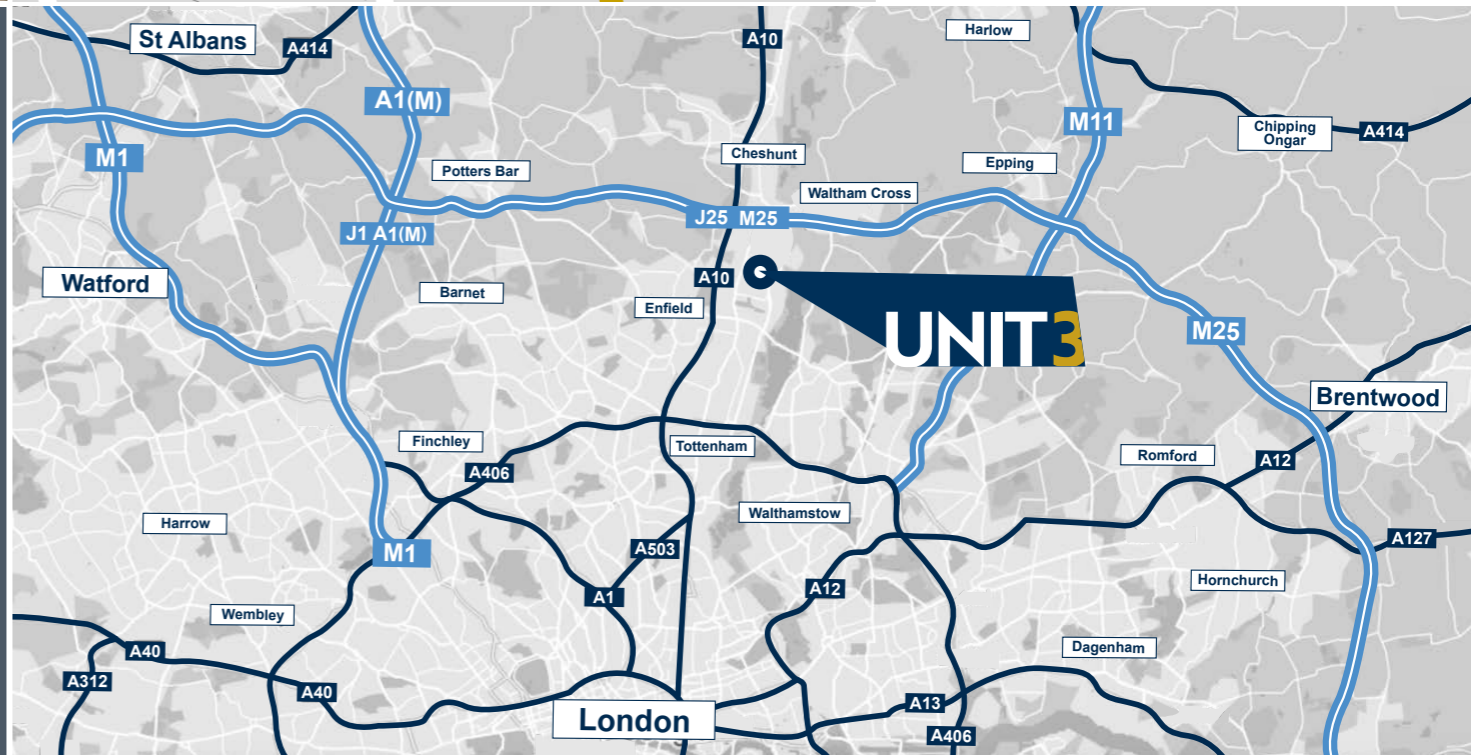 St Albans
A414
A10
Harlow
A1(M)
M11
Chipping
Ongar
A414
M1
Cheshunt
Epping
Potters Bar
Waltham Cross
J25 M25
J1 A1(M)
Watford
A10
Barnet
Enfield
UNIT3
M25
Brentwood
Finchley
Tottenham
A406
Romford
A12
Harrow
Walthamstow
M1
A503
A127
Hornchurch
A1
A12
Wembley
A40
Dagenham
A312
A40
London
A13
A406